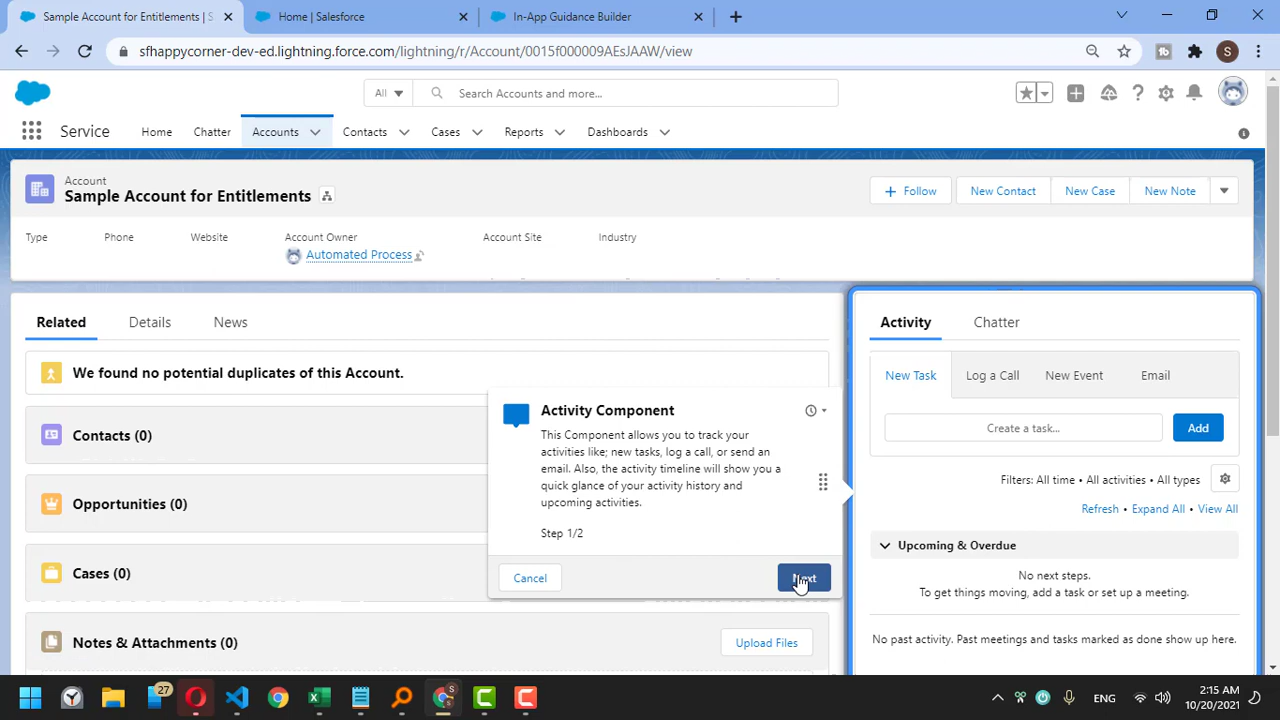 Sample Account for Entitlements | S
Home | Salesforce
In-App Guidance Builder
sfhappycorner-dev-ed.lightning.force.com/lightning/r/Account/0015f000009AEsJAAW/view
S
All
Search Accounts and more...
Service
Home
Chatter
Accounts
Contacts
Cases
Reports
Dashboards
Account
Sample Account for Entitlements
Follow
New Contact
New Case
New Note
Type
Phone
Website
Account Owner
Account Site
Industry
Automated Process
Related
Details
News
Activity
Chatter
We found no potential duplicates of this Account.
Contacts (0)
Opportunities (0)
Cases (0)
Notes & Attachments (0)
Upload Files
Activity Component
This Component allows you to track your
activities like; new tasks, log a call, or send an
email. Also, the activity timeline will show you a
quick glance of your activity history and
upcoming activities.
Step 1/2
Cancel
Next
New Task
Log a Call
New Event
Email
Create a task...
Add
Filters: All time • All activities • All types
Refresh • Expand All • View All
Upcoming & Overdue
No next steps.
To get things moving, add a task or set up a meeting.
No past activity. Past meetings and tasks marked as done show up here.
27
ENG
2:15 AM
10/20/2021